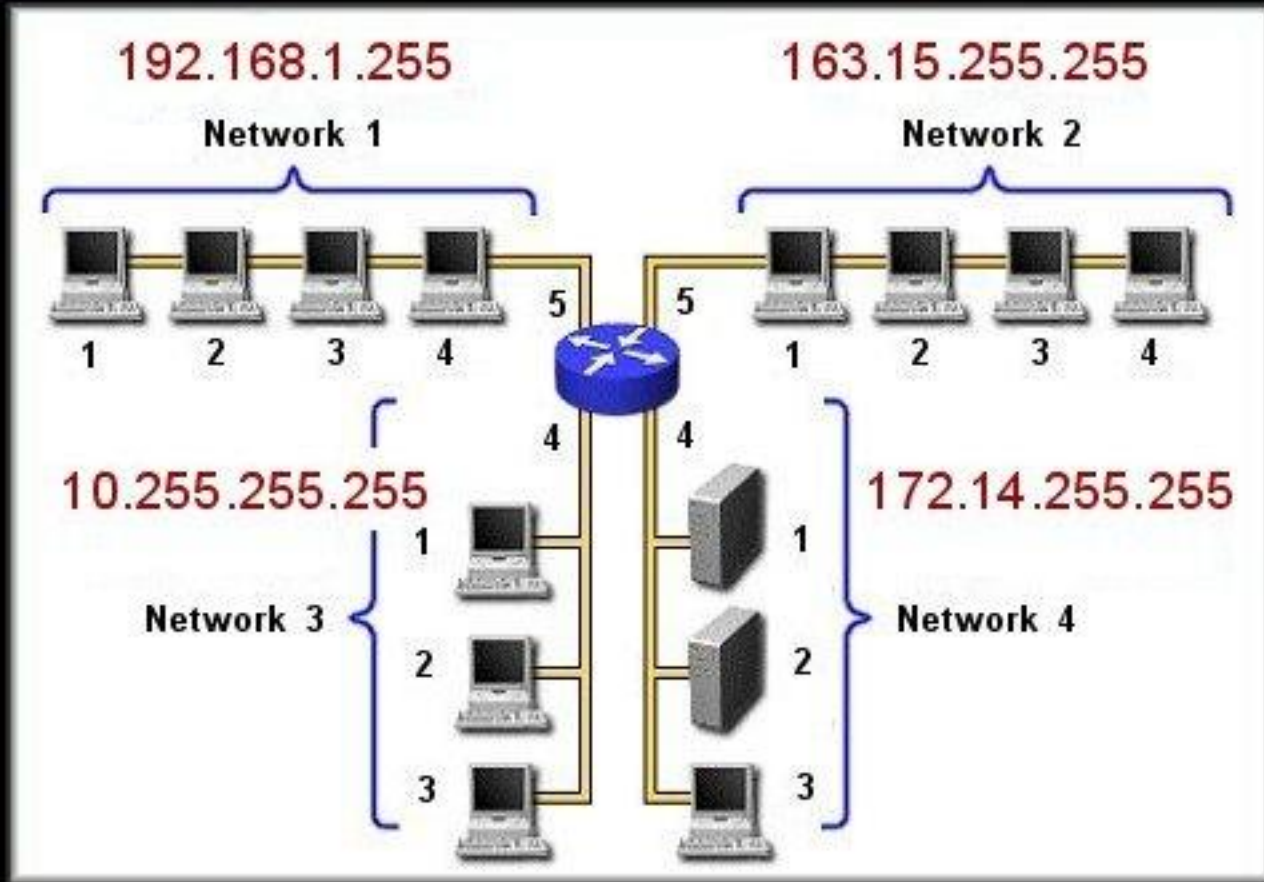 192.168.1.255
163.15.255.255
Network 1
Network 2
1 2 3 4
5 5
1 2 3 4
4 4
10.255.255.255
172.14.255.255
1
1
Network 3
Network 4
2
2
3
3